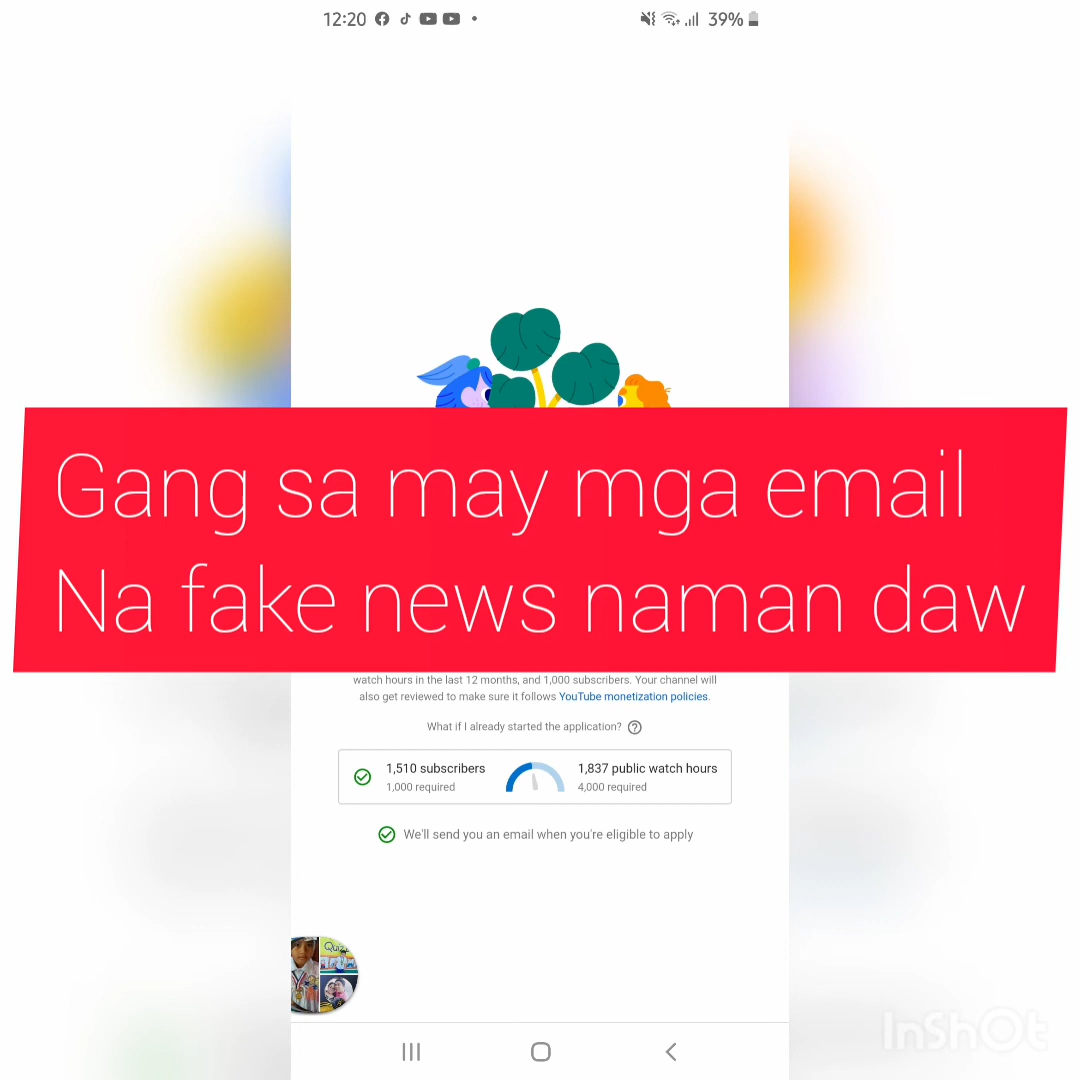 12:20
39%
Gang sa may mga email
Na fake news naman daw
watch hours in the last 12 months, and 1,000 subscribers. Your channel will
also get reviewed to make sure it follows YouTube monetization policies.
What if I already started the application?
1,510 subscribers
1,000 required
1,837 public watch hours
4,000 required
We'll send you an email when you're eligible to apply
InShOt